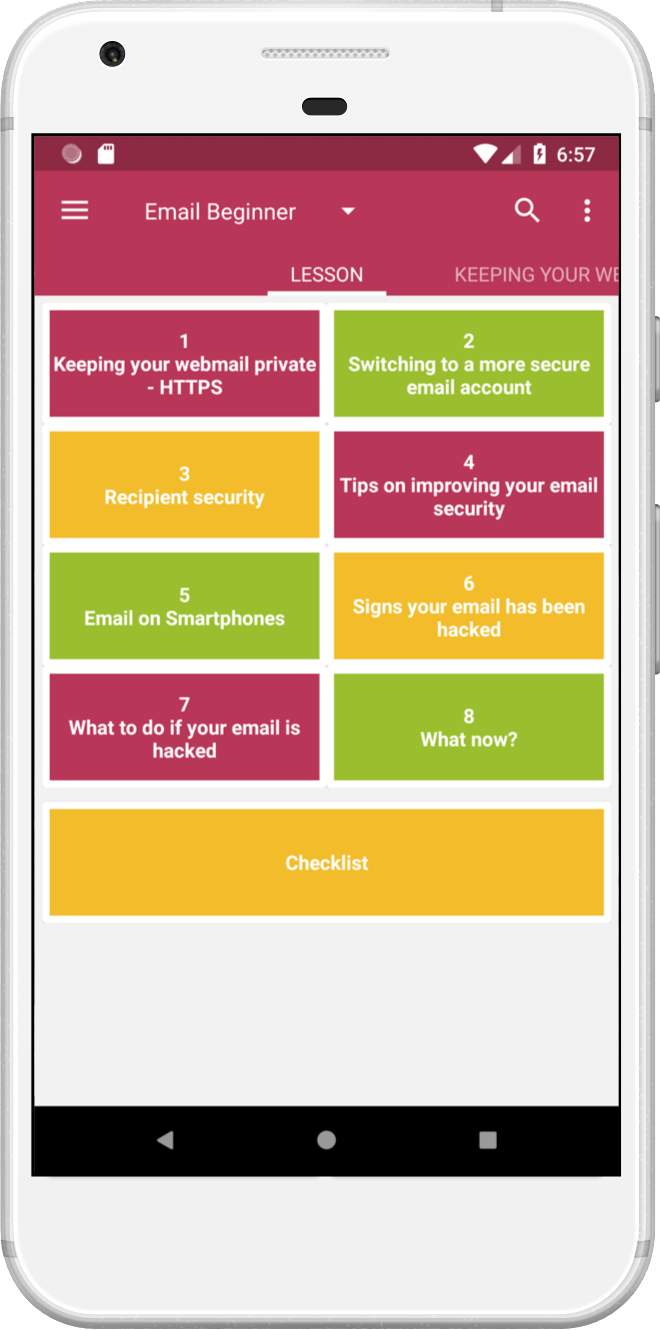 6:57
Email Beginner
LESSON
KEEPING YOUR WE
1
Keeping your webmail private
- HTTPS
2
Switching to a more secure
email account
3
Recipient security
4
Tips on improving your email
security
5
Email on Smartphones
6
Signs your email has been
hacked
7
What to do if your email is
hacked
8
What now?
Checklist